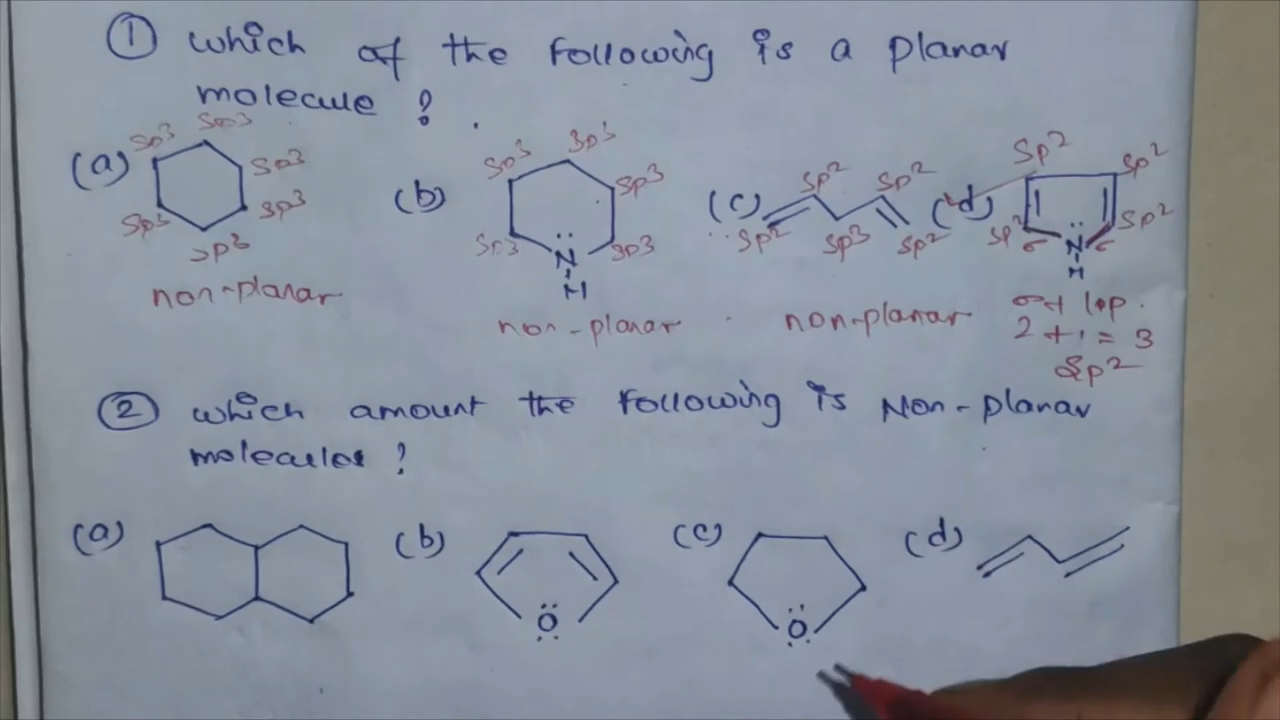 ① which of the following is a planar
molecule ?
(a) sp3 sp3 sp3 sp3 sp3 sp3
non-planar
(b) sp3 sp3 sp3 sp3 sp3 N H
non-planar
(c) sp2 sp2 sp3 sp2 sp2
non-planar
(d) sp2 sp2 sp2 sp2 σ N σ H
σ + lp.
2 + 1 = 3
sp2
② which amount the following is Non-planar
molecules ?
(a) (b) O (c) O (d)